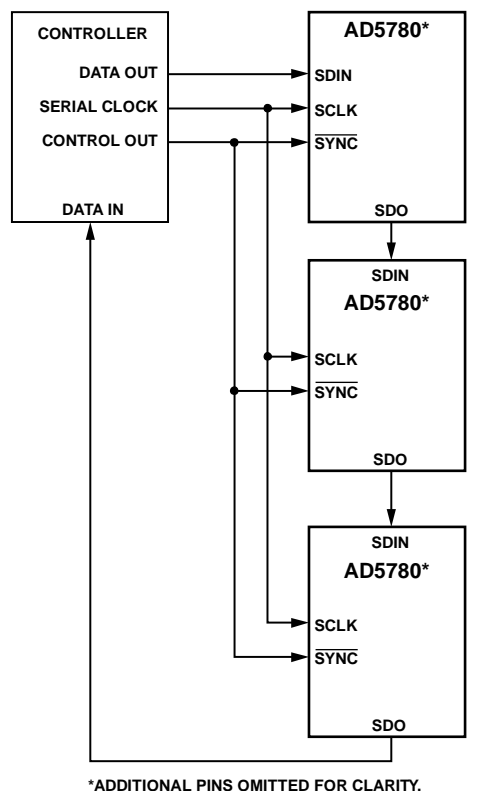 CONTROLLER
DATA OUT
SERIAL CLOCK
CONTROL OUT
DATA IN
AD5780*
SDIN
SCLK
SYNC
SDO
SDIN
AD5780*
SCLK
SYNC
SDO
SDIN
AD5780*
SCLK
SYNC
SDO
*ADDITIONAL PINS OMITTED FOR CLARITY.